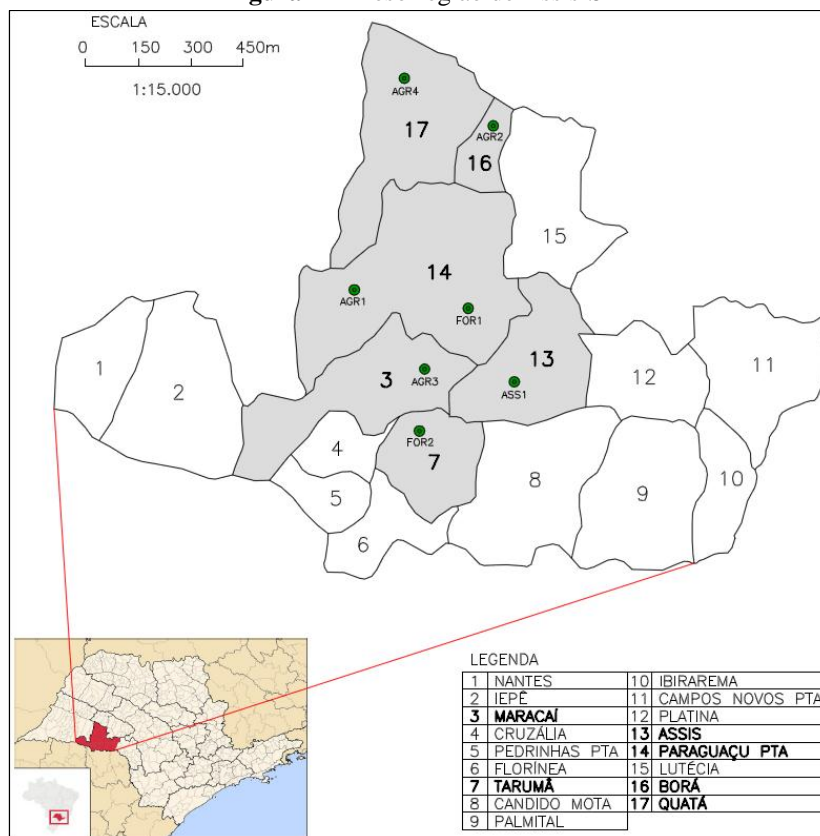 ESCALA
0 150 300 450m
1:15.000
AGR4
17
AGR2
16
15
14
AGR1
FOR1
13
11
1
2
3
AGR3
ASS1
12
4
FOR2
7
8
10
5
9
6
LEGENDA
1 NANTES 10 IBIRAREMA
2 IEPÊ 11 CAMPOS NOVOS PTA
3 MARACAÍ 12 PLATINA
4 CRUZÁLIA 13 ASSIS
5 PEDRINHAS PTA 14 PARAGUAÇU PTA
6 FLORÍNEA 15 LUTÉCIA
7 TARUMÃ 16 BORÁ
8 CANDIDO MOTA 17 QUATÁ
9 PALMITAL